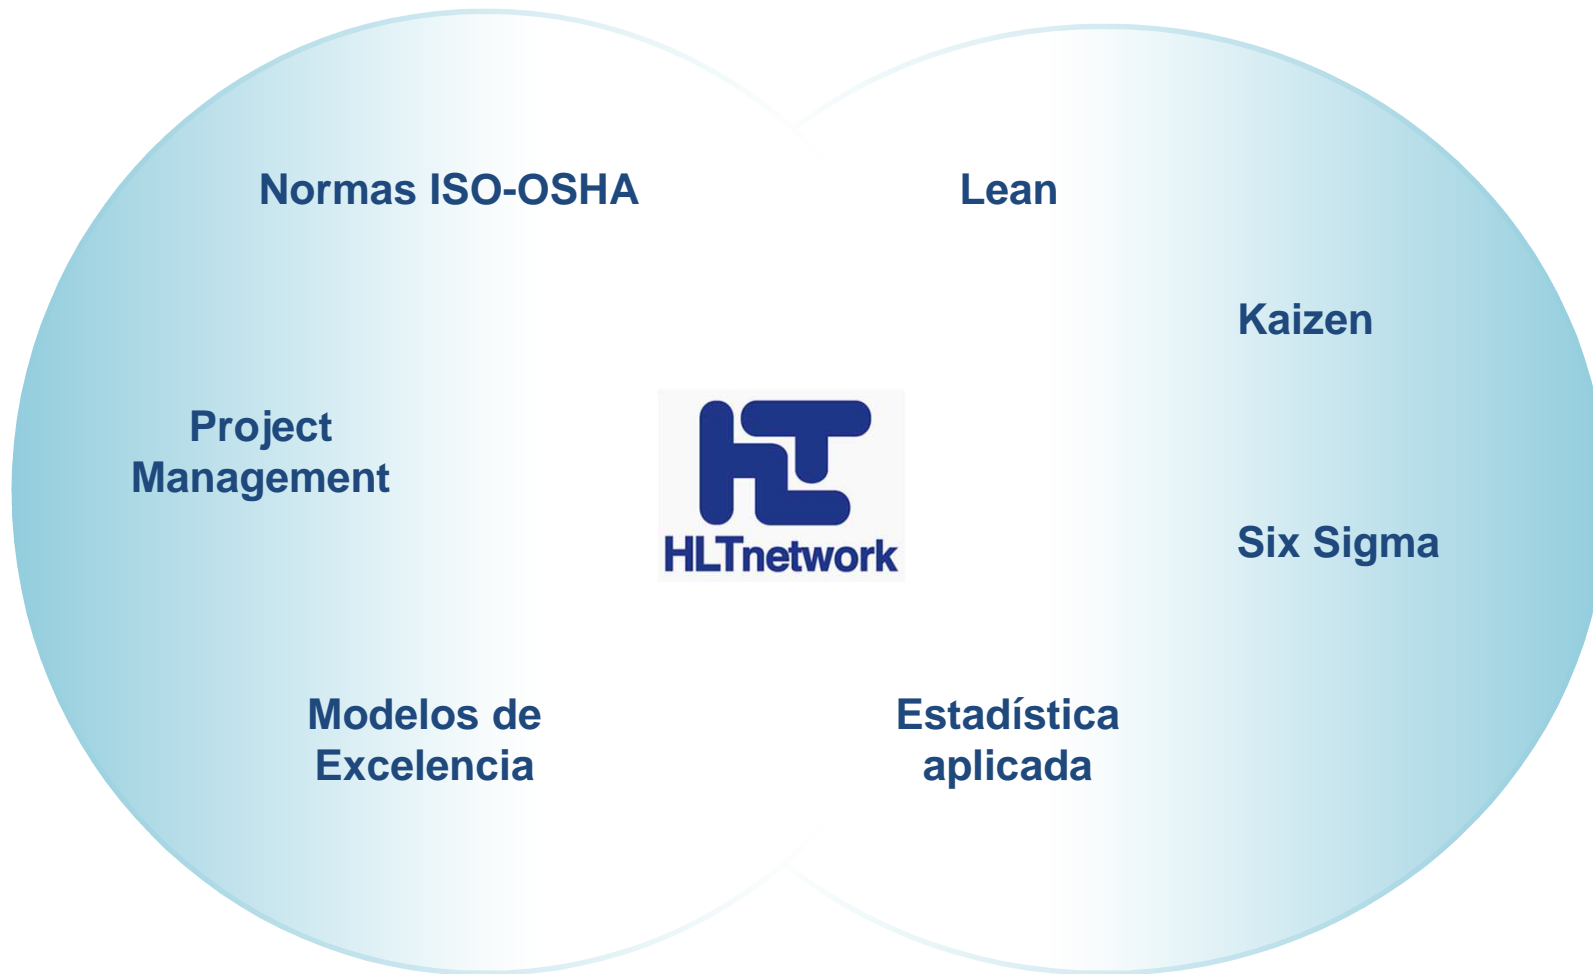 Normas ISO-OSHA
Lean
Kaizen
Project
Management
HLTnetwork
Six Sigma
Modelos de
Excelencia
Estadística
aplicada